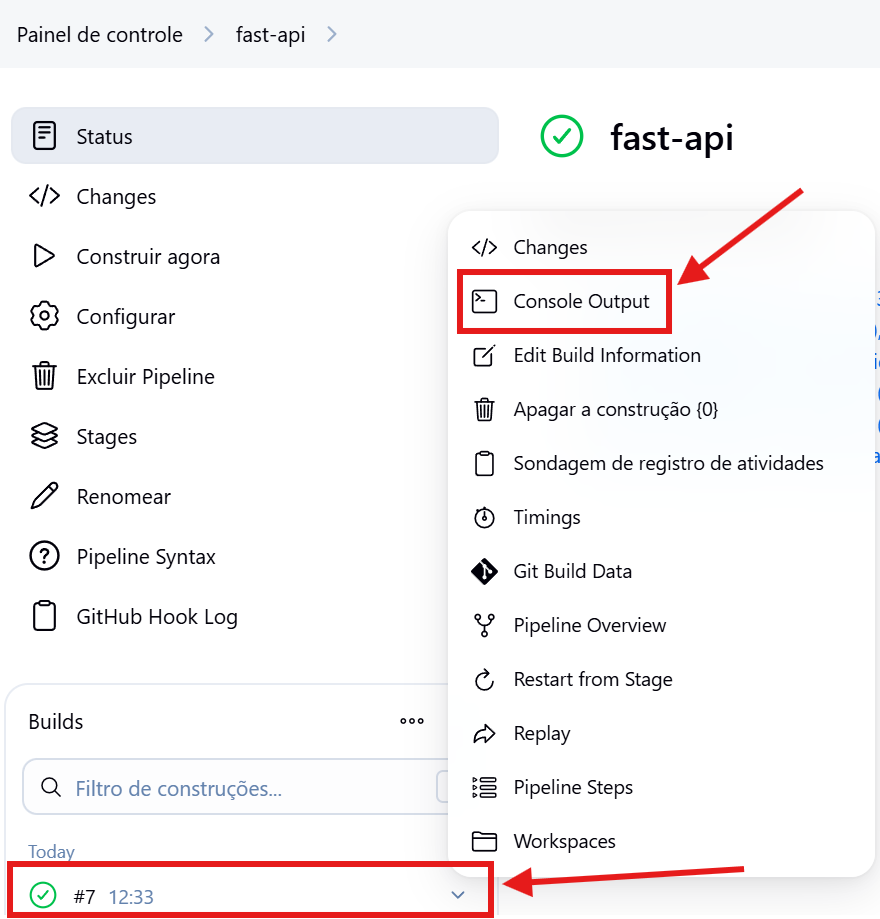 Painel de controle > fast-api >
Status
fast-api
Changes
Construir agora
Configurar
Excluir Pipeline
Stages
Renomear
Pipeline Syntax
GitHub Hook Log
Changes
Console Output
Edit Build Information
Apagar a construção {0}
Sondagem de registro de atividades
Timings
Git Build Data
Pipeline Overview
Restart from Stage
Replay
Pipeline Steps
Workspaces
Builds
Filtro de construções...
Today
#7 12:33